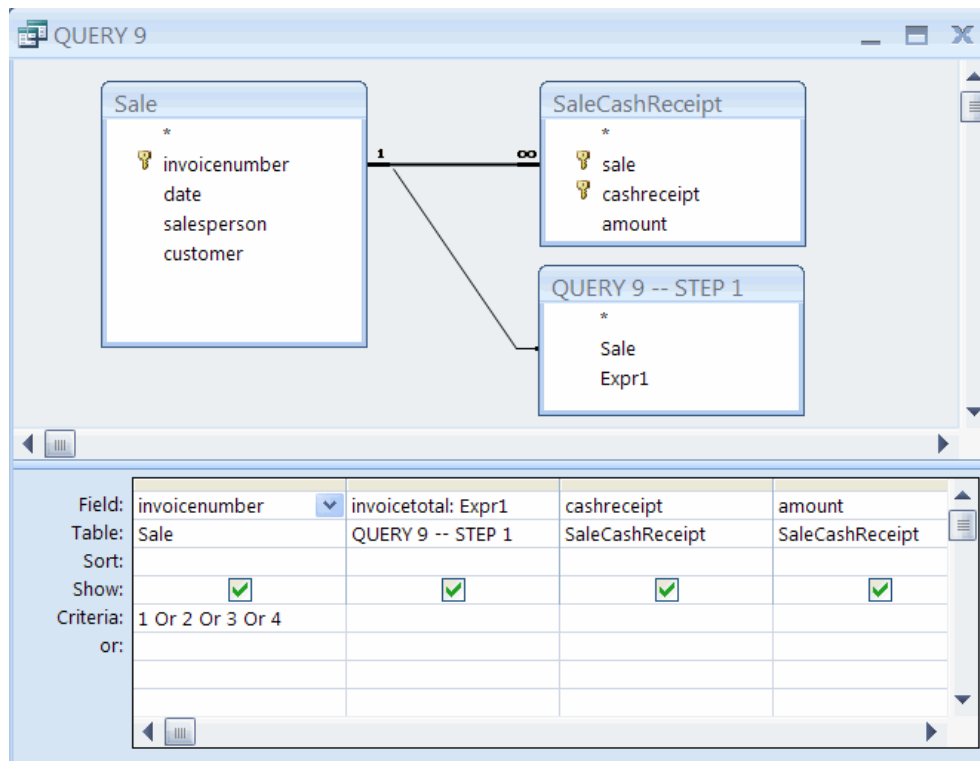 QUERY 9
Sale
*
invoicenumber
date
salesperson
customer
1
∞
SaleCashReceipt
*
sale
cashreceipt
amount
QUERY 9 -- STEP 1
*
Sale
Expr1
Field: invoicenumber invoicetotal: Expr1 cashreceipt amount
Table: Sale QUERY 9 -- STEP 1 SaleCashReceipt SaleCashReceipt
Sort:
Show:
Criteria: 1 Or 2 Or 3 Or 4
or: